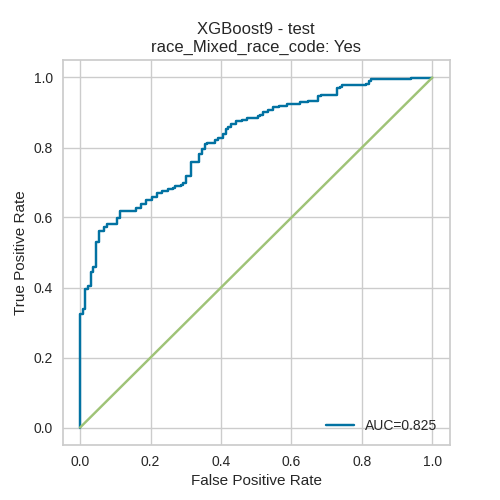 XGBoost9 - test
race_Mixed_race_code: Yes
True Positive Rate
1.0
0.8
0.6
0.4
0.2
0.0
AUC=0.825
0.0 0.2 0.4 0.6 0.8 1.0
False Positive Rate